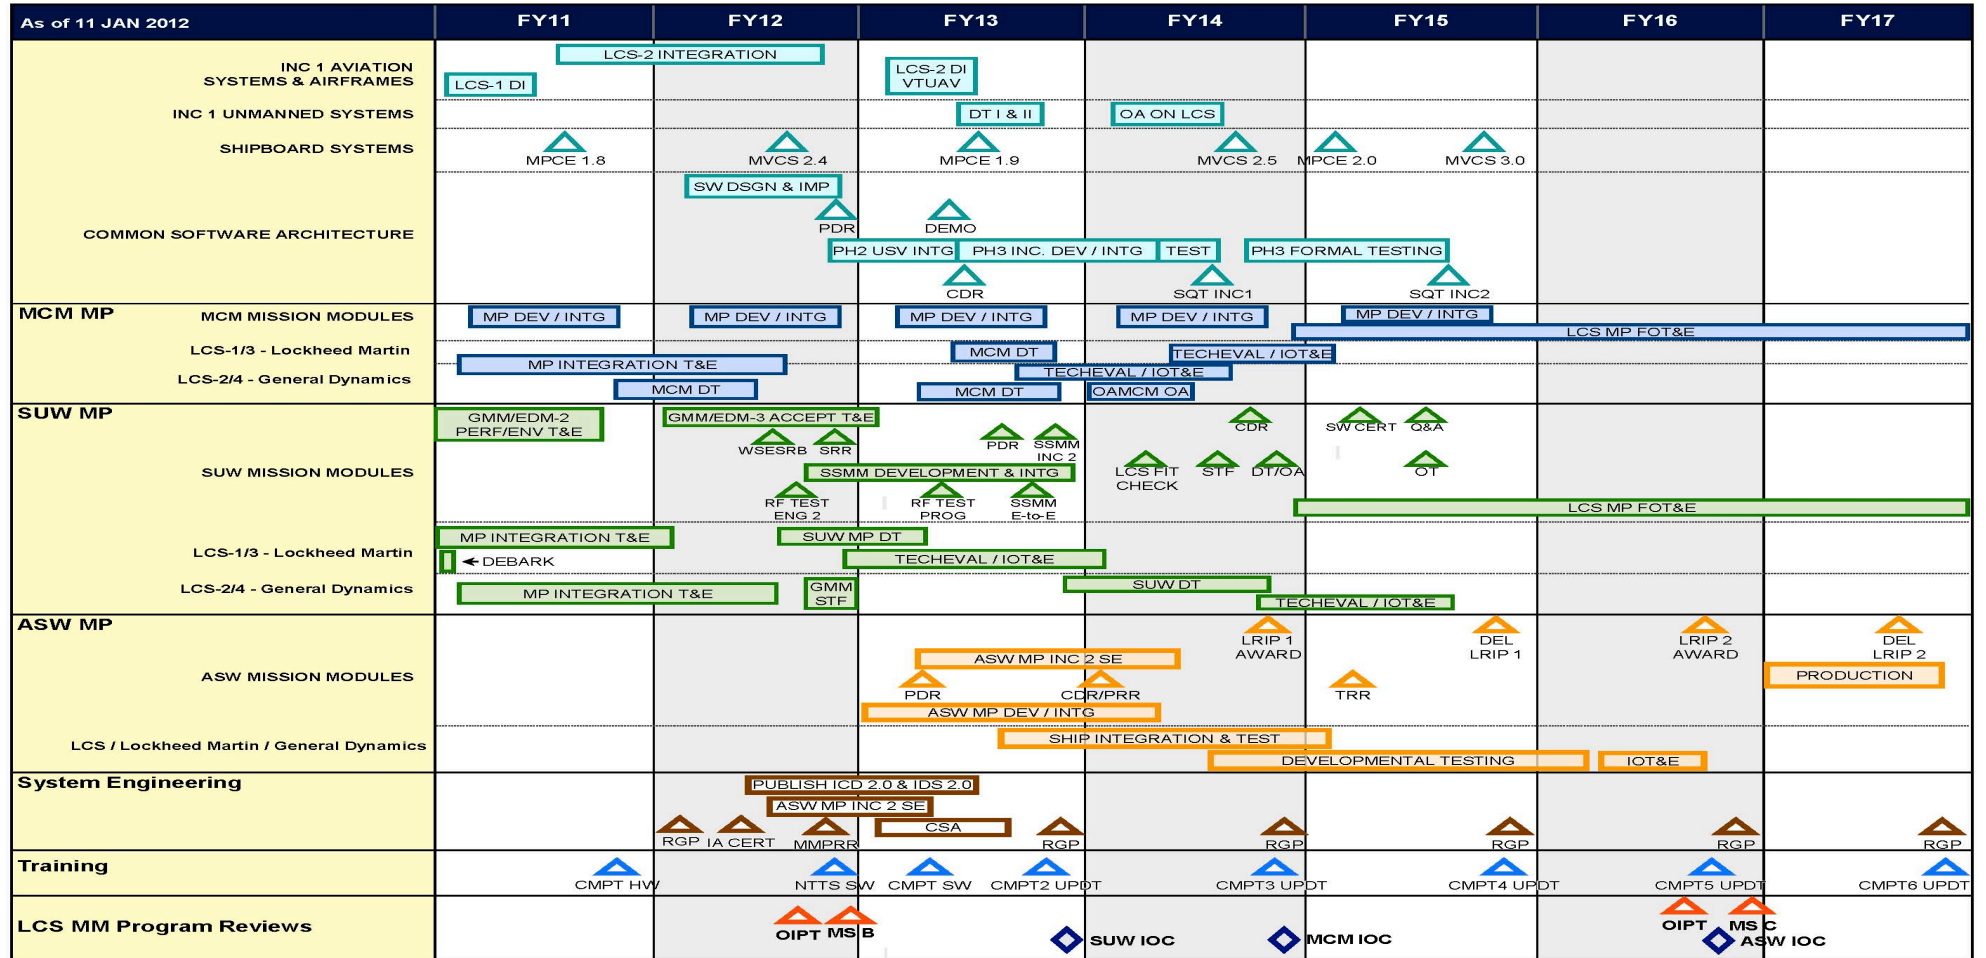 As of 11 JAN 2012 FY11 FY12 FY13 FY14 FY15 FY16 FY17
INC 1 AVIATION
SYSTEMS & AIRFRAMES
LCS-2 INTEGRATION
LCS-1 DI
LCS-2 DI
VTUAV
INC 1 UNMANNED SYSTEMS
DT I & II
OA ON LCS
SHIPBOARD SYSTEMS
MPCE 1.8
MVCS 2.4
MPCE 1.9
MVCS 2.5
MPCE 2.0
MVCS 3.0
COMMON SOFTWARE ARCHITECTURE
SW DSGN & IMP
PDR
DEMO
PH2 USV INTG
PH3 INC. DEV / INTG
TEST
PH3 FORMAL TESTING
CDR
SQT INC1
SQT INC2
MCM MP
MCM MISSION MODULES
MP DEV / INTG
MP DEV / INTG
MP DEV / INTG
MP DEV / INTG
MP DEV / INTG
LCS MP FOT&E
LCS-1/3 - Lockheed Martin
MCM DT
TECHEVAL / IOT&E
MP INTEGRATION T&E
LCS-2/4 - General Dynamics
TECHEVAL / IOT&E
MCM DT
MCM DT
OAMCM OA
SUW MP
GMM/EDM-2
PERF/ENV T&E
GMM/EDM-3 ACCEPT T&E
WSESRB
SRR
PDR
SSMM
INC 2
CDR
SW CERT
Q&A
SUW MISSION MODULES
SSMM DEVELOPMENT & INTG
LCS FIT
CHECK
STF
DT/OA
OT
RF TEST
ENG 2
RF TEST
PROG
SSMM
E-to-E
LCS MP FOT&E
LCS-1/3 - Lockheed Martin
MP INTEGRATION T&E
SUW MP DT
DEBARK
TECHEVAL / IOT&E
LCS-2/4 - General Dynamics
MP INTEGRATION T&E
GMM
STF
SUW DT
TECHEVAL / IOT&E
ASW MP
LRIP 1
AWARD
DEL
LRIP 1
LRIP 2
AWARD
DEL
LRIP 2
ASW MISSION MODULES
ASW MP INC 2 SE
PRODUCTION
PDR
CDR/PRR
TRR
ASW MP DEV / INTG
LCS / Lockheed Martin / General Dynamics
SHIP INTEGRATION & TEST
DEVELOPMENTAL TESTING
IOT&E
System Engineering
PUBLISH ICD 2.0 & IDS 2.0
ASW MP INC 2 SE
CSA
RGP
IA CERT
MMPRR
RGP
RGP
RGP
RGP
RGP
Training
CMPT HW
NTTS SW
CMPT SW
CMPT2 UPDT
CMPT3 UPDT
CMPT4 UPDT
CMPT5 UPDT
CMPT6 UPDT
LCS MM Program Reviews
OIPT
MS B
SUW IOC
MCM IOC
OIPT
MS C
ASW IOC